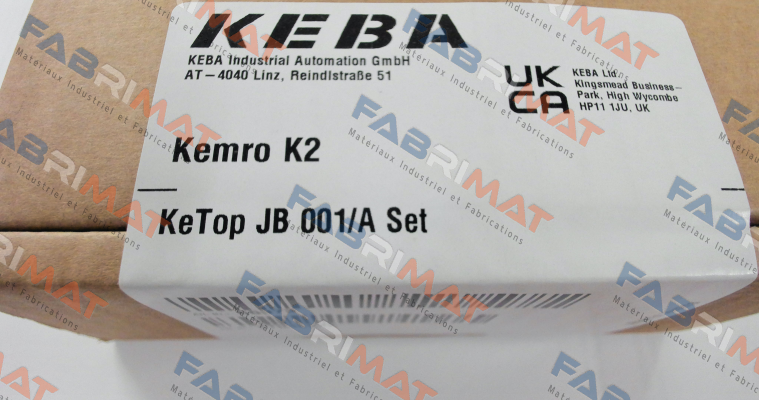 KEBA
KEBA Industrial Automation GmbH
AT-4040 Linz, Reindlstraße 51
UK
CA
KEBA Ltd.
Kingsmead Business-
Park, High Wycombe
HP11 1JU, UK
Kemro K2
KeTop JB 001/A Set
FABRIMAT
Matériaux Industriel et Fabrications